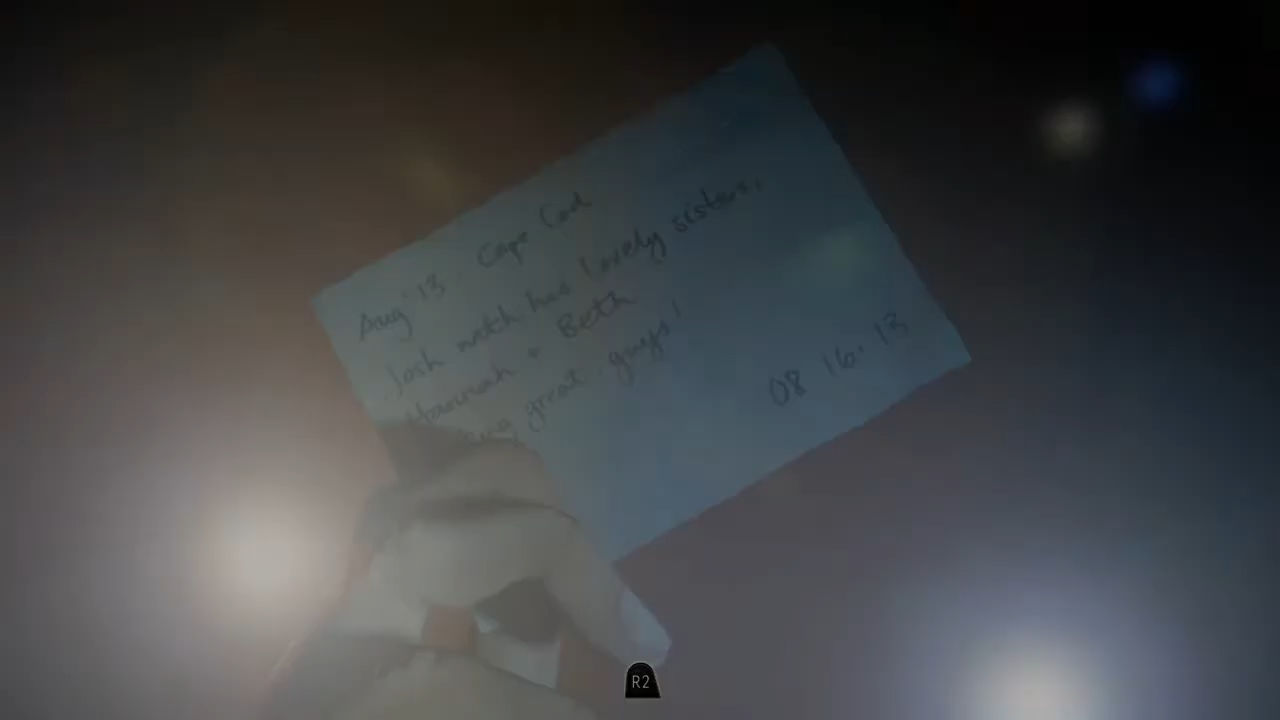 Aug '13. Cape Cod
Josh with his lovely sisters,
Hannah + Beth
great, guys!
08 16. 13
R2